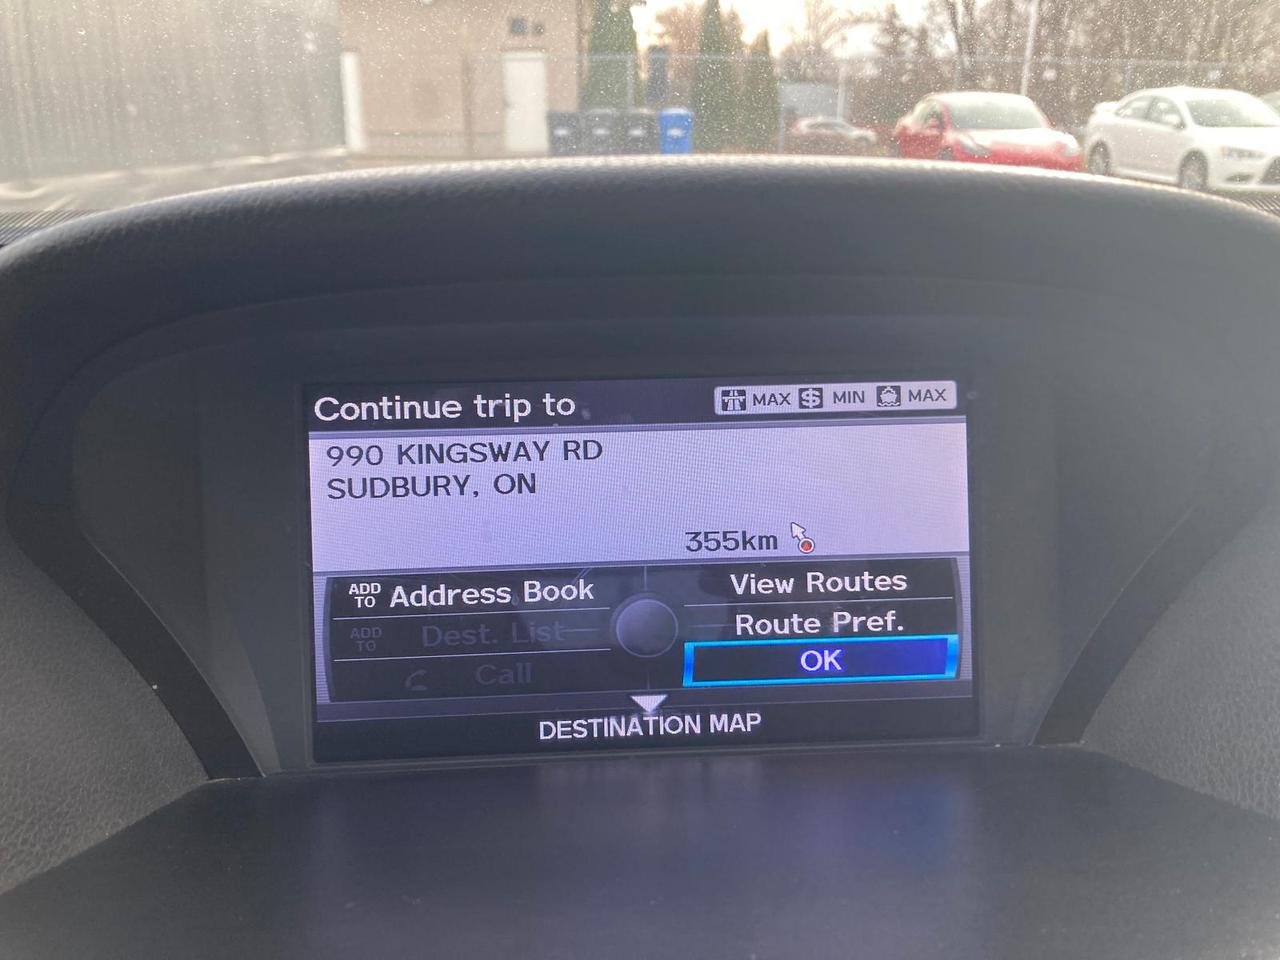 Continue trip to
MAX MIN MAX
990 KINGSWAY RD
SUDBURY, ON
355km
ADD TO Address Book
View Routes
ADD TO Dest. List
Route Pref.
Call
OK
DESTINATION MAP